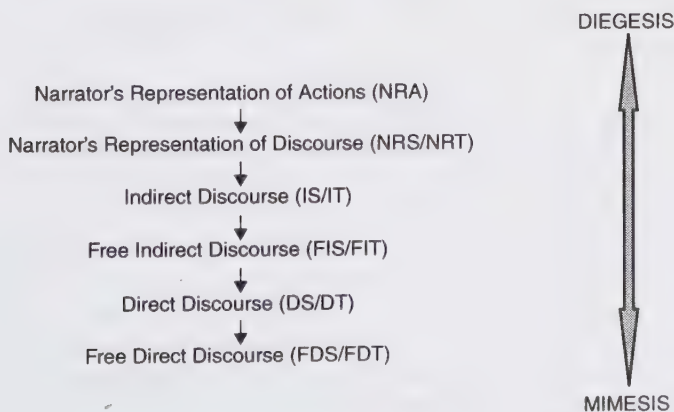 DIEGESIS
Narrator's Representation of Actions (NRA)
Narrator's Representation of Discourse (NRS/NRT)
Indirect Discourse (IS/IT)
Free Indirect Discourse (FIS/FIT)
Direct Discourse (DS/DT)
Free Direct Discourse (FDS/FDT)
MIMESIS